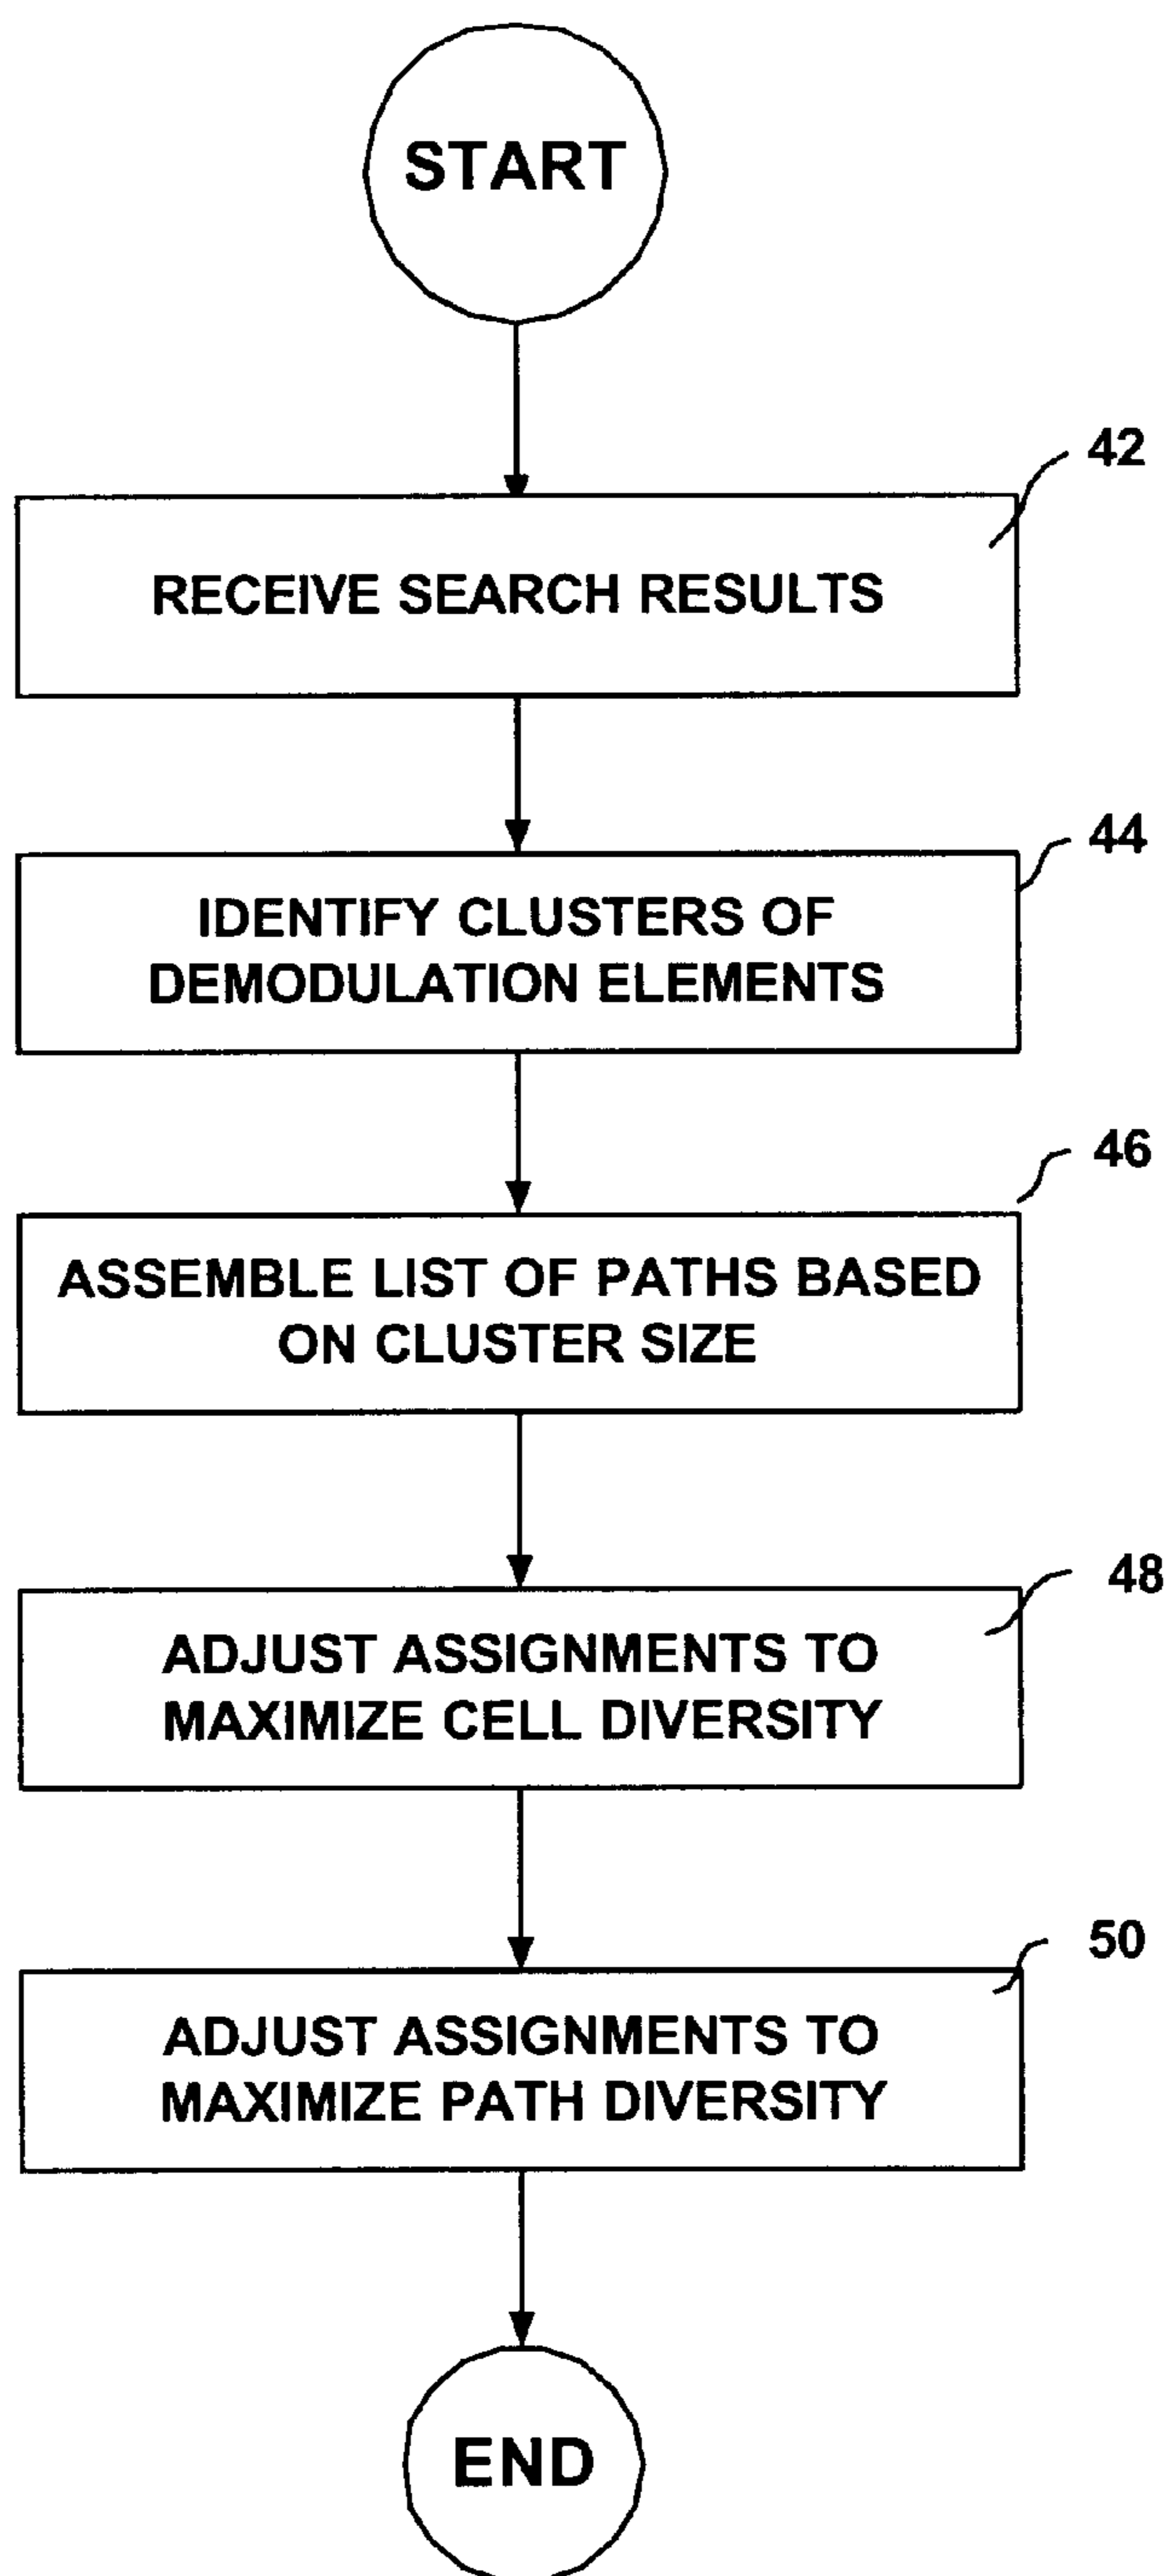 START
42
RECEIVE SEARCH RESULTS
44
IDENTIFY CLUSTERS OF
DEMODULATION ELEMENTS
46
ASSEMBLE LIST OF PATHS BASED
ON CLUSTER SIZE
48
ADJUST ASSIGNMENTS TO
MAXIMIZE CELL DIVERSITY
50
ADJUST ASSIGNMENTS TO
MAXIMIZE PATH DIVERSITY
END